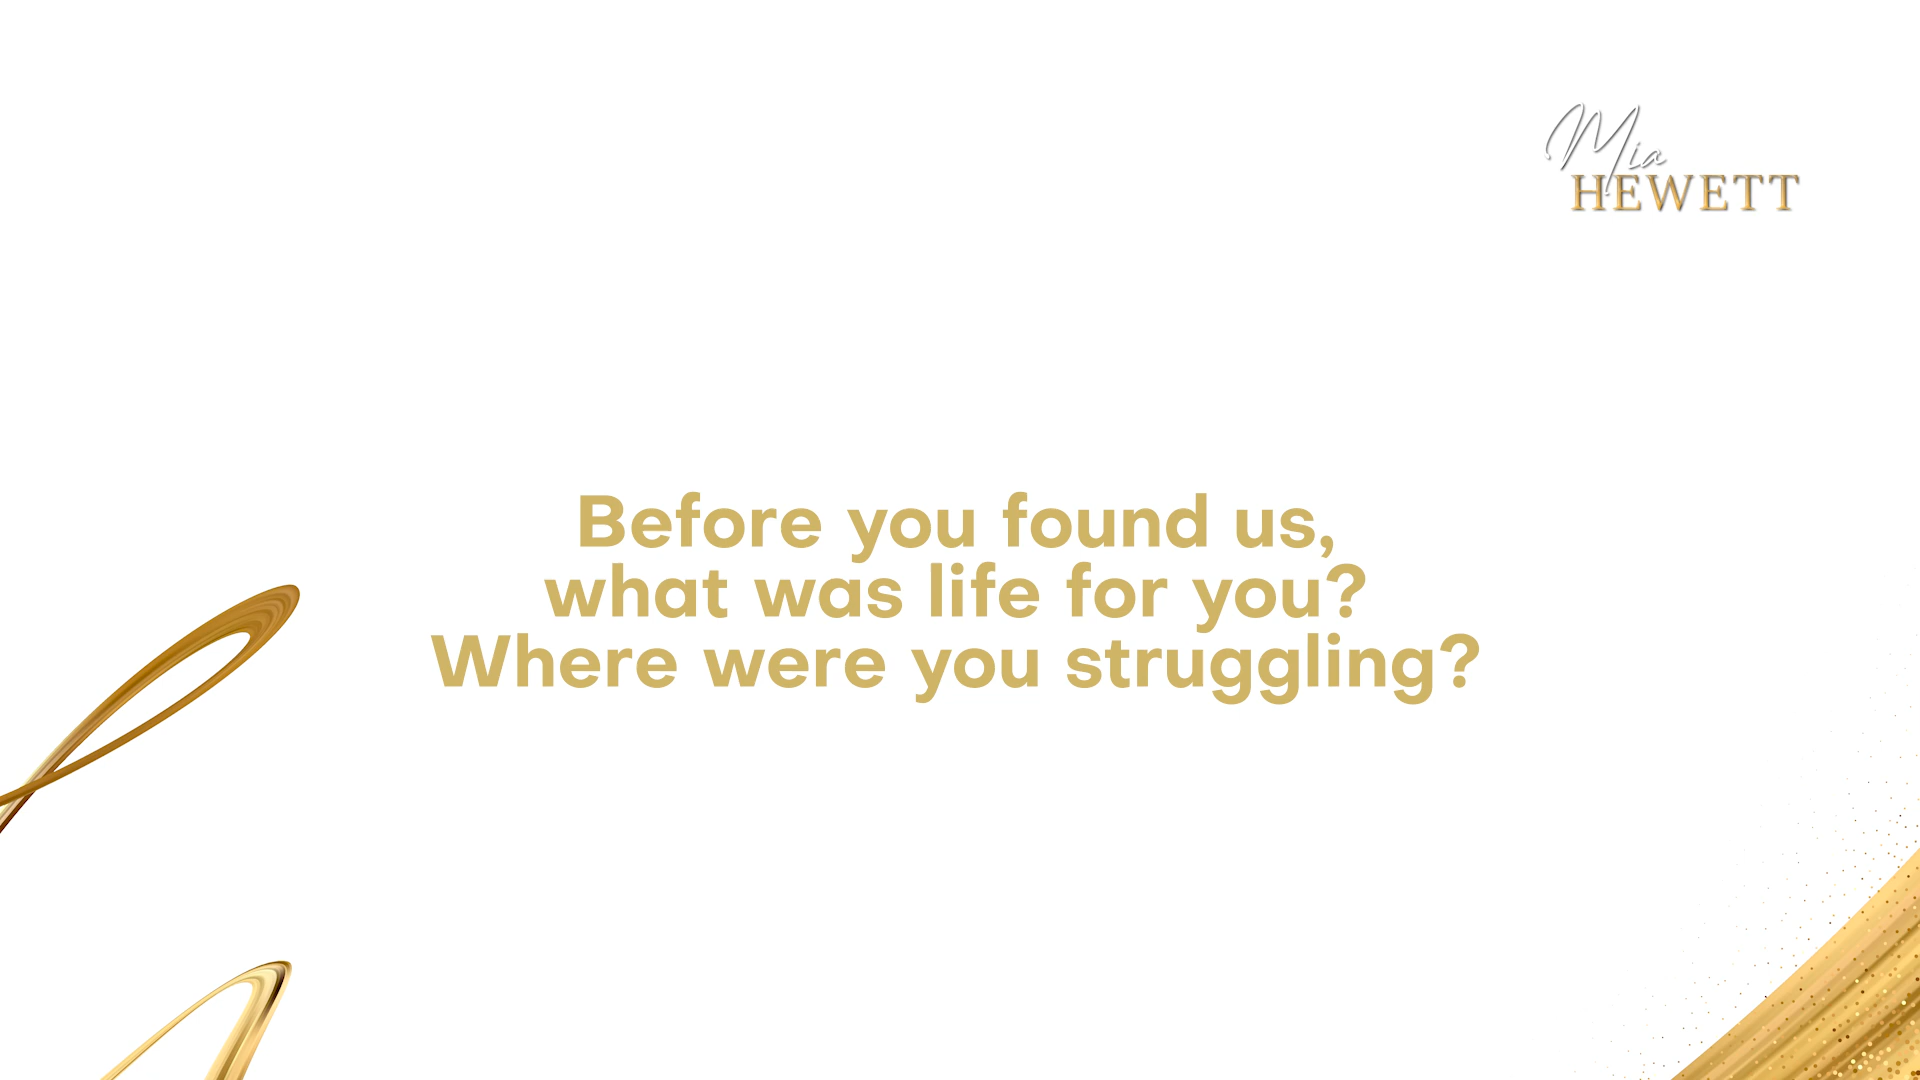 Mia
HEWETT
Before you found us,
what was life for you?
Where were you struggling?